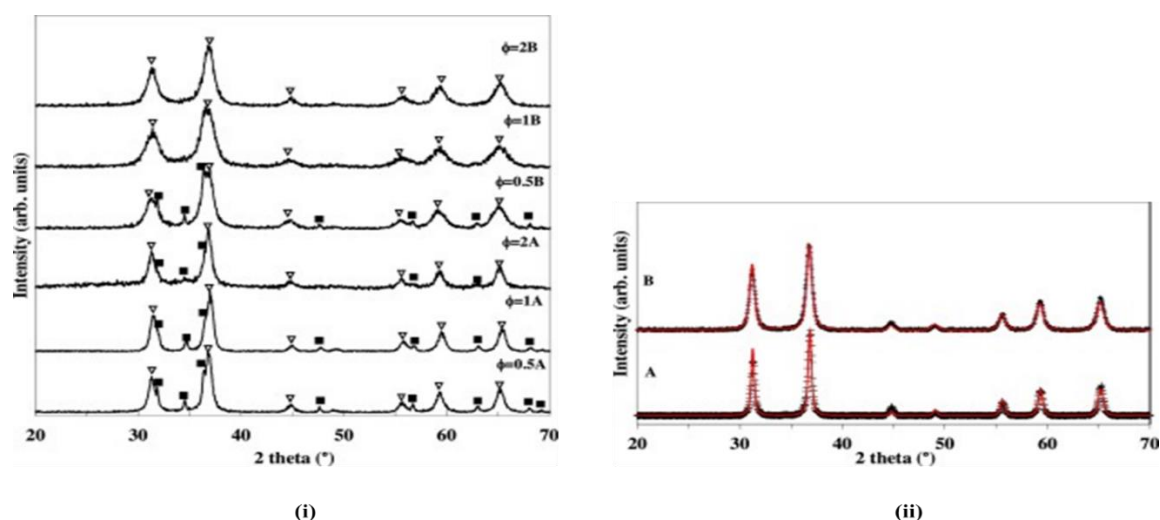 Intensity (arb. units)
ϕ=2B
ϕ=1B
ϕ=0.5B
ϕ=2A
ϕ=1A
ϕ=0.5A
20 30 40 50 60 70
2 theta (°)
(i)
Intensity (arb. units)
B
A
20 30 40 50 60 70
2 theta (°)
(ii)